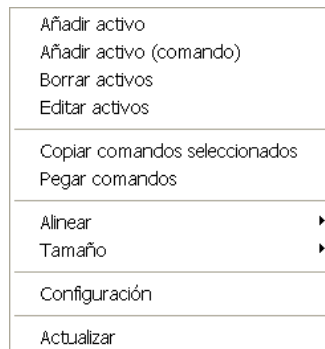 Añadir activo
Añadir activo (comando)
Borrar activos
Editar activos
Copiar comandos seleccionados
Pegar comandos
Alinear
Tamaño
Configuración
Actualizar